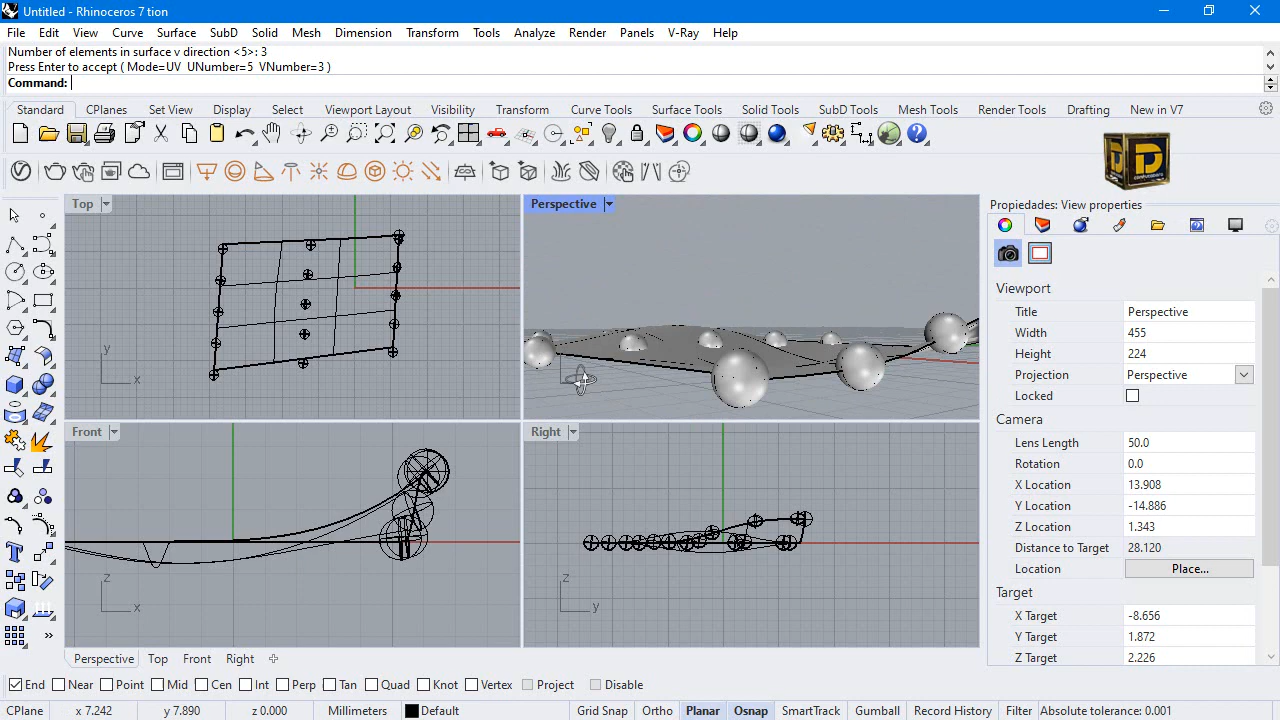 Untitled - Rhinoceros 7 tion
File Edit View Curve Surface SubD Solid Mesh Dimension Transform Tools Analyze Render Panels V-Ray Help
Number of elements in surface v direction <5>: 3
Press Enter to accept ( Mode=UV UNumber=5 VNumber=3 )
Command:
Standard CPlanes Set View Display Select Viewport Layout Visibility Transform Curve Tools Surface Tools Solid Tools SubD Tools Mesh Tools Render Tools Drafting New in V7
Propiedades: View properties
Top
Perspective
y
x
Front
Right
z
x
z
y
Viewport
Title Perspective
Width 455
Height 224
Projection Perspective
Locked
Camera
Lens Length 50.0
Rotation 0.0
X Location 13.908
Y Location -14.886
Z Location 1.343
Distance to Target 28.120
Location Place...
Target
X Target -8.656
Y Target 1.872
Z Target 2.226
Perspective Top Front Right
End Near Point Mid Cen Int Perp Tan Quad Knot Vertex Project Disable
CPlane x 7.242 y 7.890 z 0.000 Millimeters Default Grid Snap Ortho Planar Osnap SmartTrack Gumball Record History Filter Absolute tolerance: 0.001